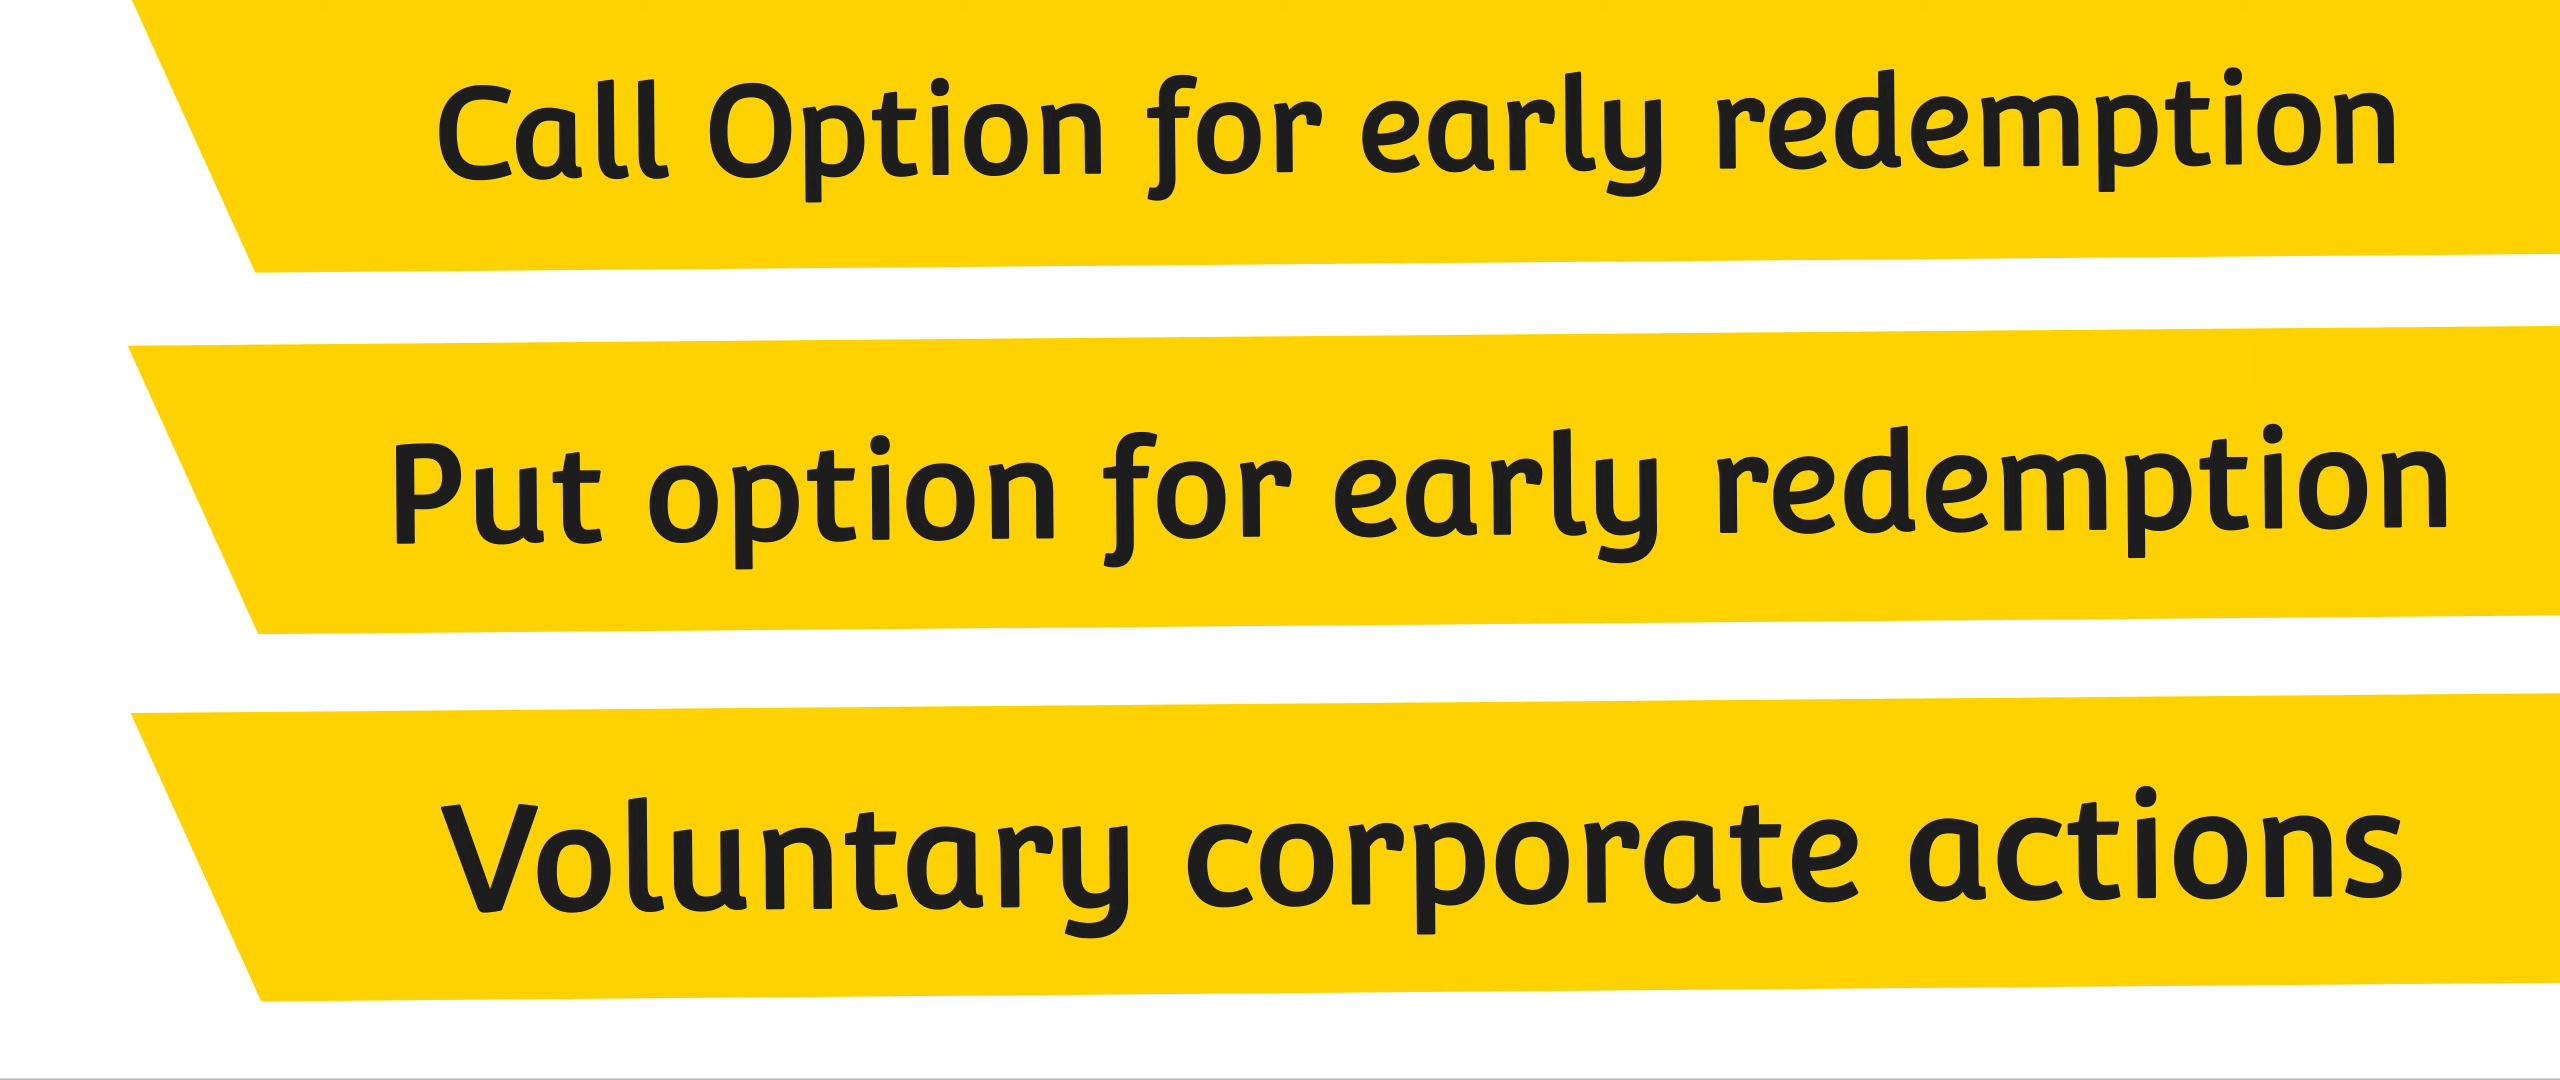 Call Option for early redemption
Put option for early redemption
Voluntary corporate actions